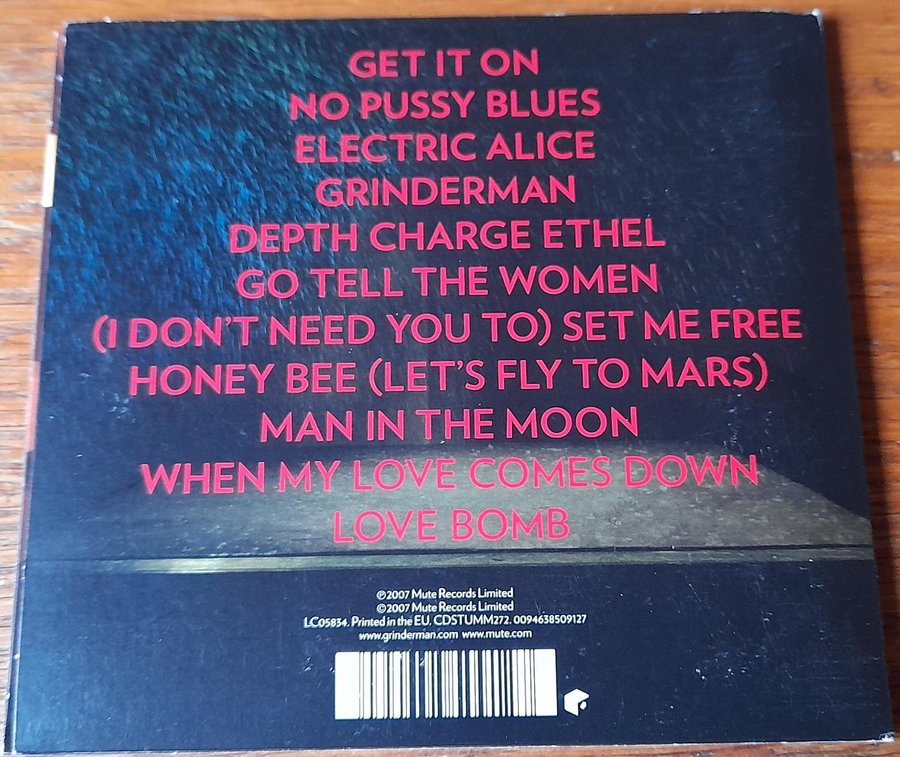 GET IT ON
NO PUSSY BLUES
ELECTRIC ALICE
GRINDERMAN
DEPTH CHARGE ETHEL
GO TELL THE WOMEN
(I DON'T NEED YOU TO) SET ME FREE
HONEY BEE (LET'S FLY TO MARS)
MAN IN THE MOON
WHEN MY LOVE COMES DOWN
LOVE BOMB
℗2007 Mute Records Limited
©2007 Mute Records Limited
LC05834. Printed in the EU. CDSTUMM272. 0094638509127
www.grinderman.com www.mute.com